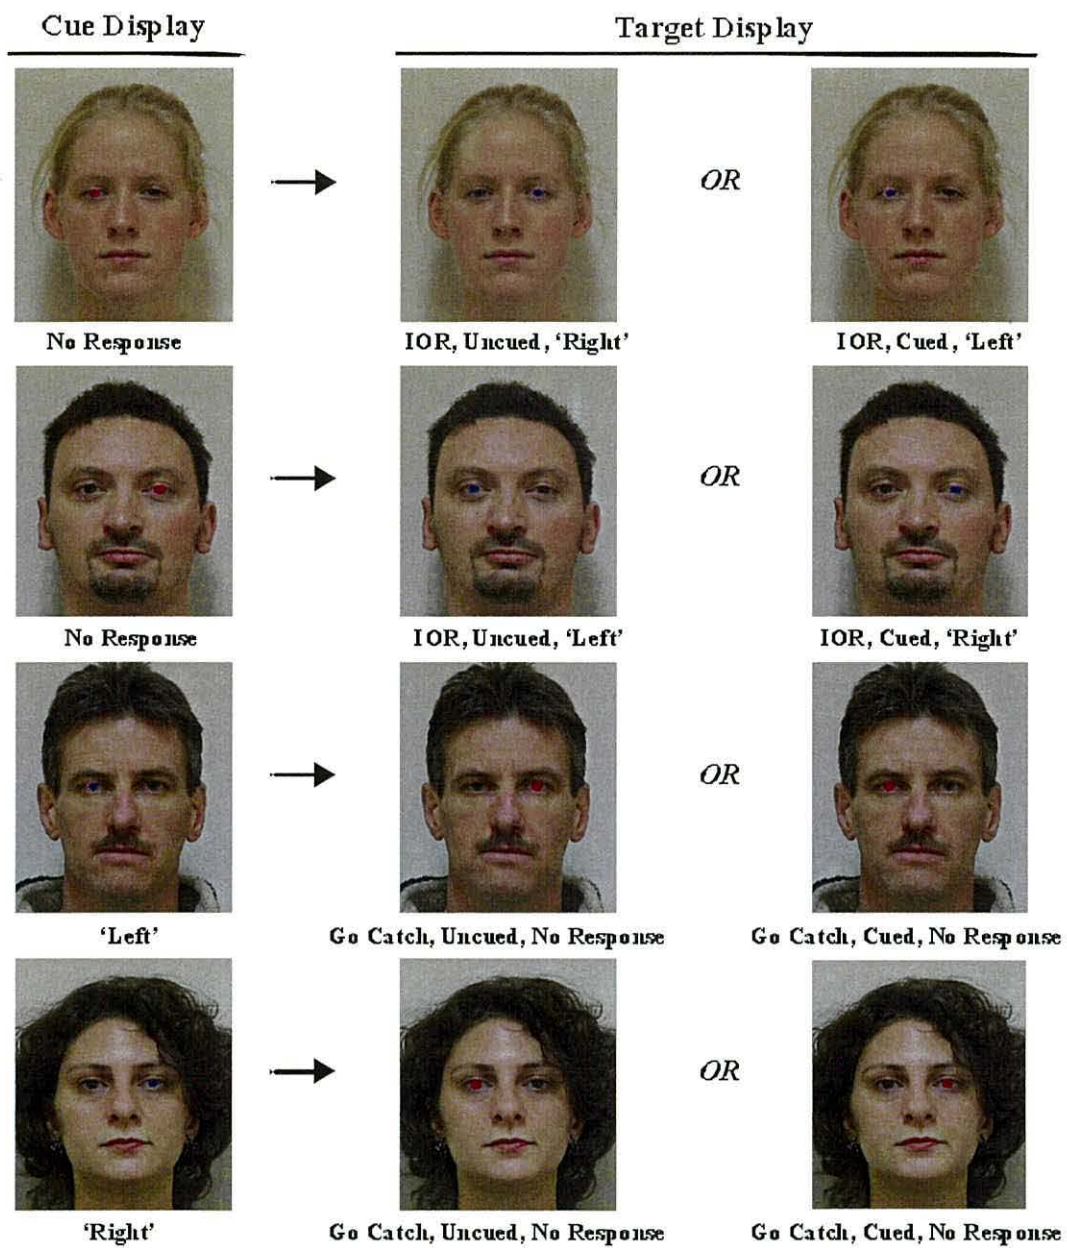 Cue Display Target Display
OR
No Response IOR, Uncued, ‘Right’ IOR, Cued, ‘Left’
OR
No Response IOR, Uncued, ‘Left’ IOR, Cued, ‘Right’
OR
‘Left’ Go Catch, Uncued, No Response Go Catch, Cued, No Response
OR
‘Right’ Go Catch, Uncued, No Response Go Catch, Cued, No Response